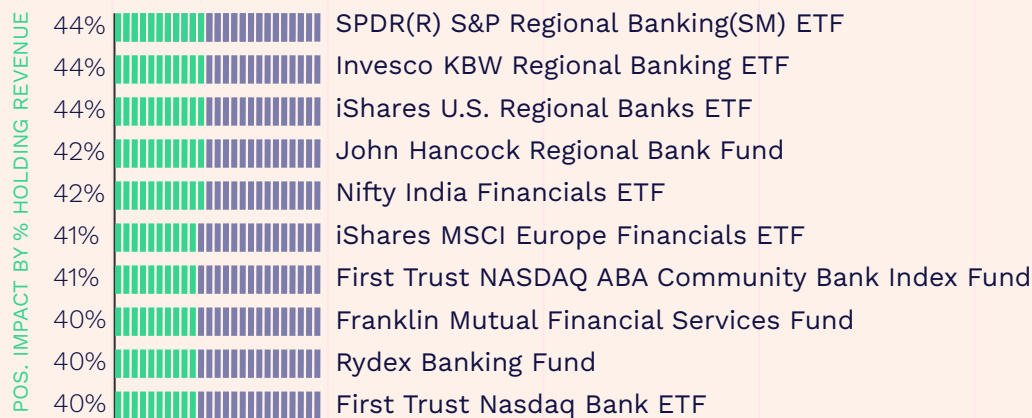 POS. IMPACT BY % HOLDING REVENUE
44% SPDR(R) S&P Regional Banking(SM) ETF
44% Invesco KBW Regional Banking ETF
44% iShares U.S. Regional Banks ETF
42% John Hancock Regional Bank Fund
42% Nifty India Financials ETF
41% iShares MSCI Europe Financials ETF
41% First Trust NASDAQ ABA Community Bank Index Fund
40% Franklin Mutual Financial Services Fund
40% Rydex Banking Fund
40% First Trust Nasdaq Bank ETF